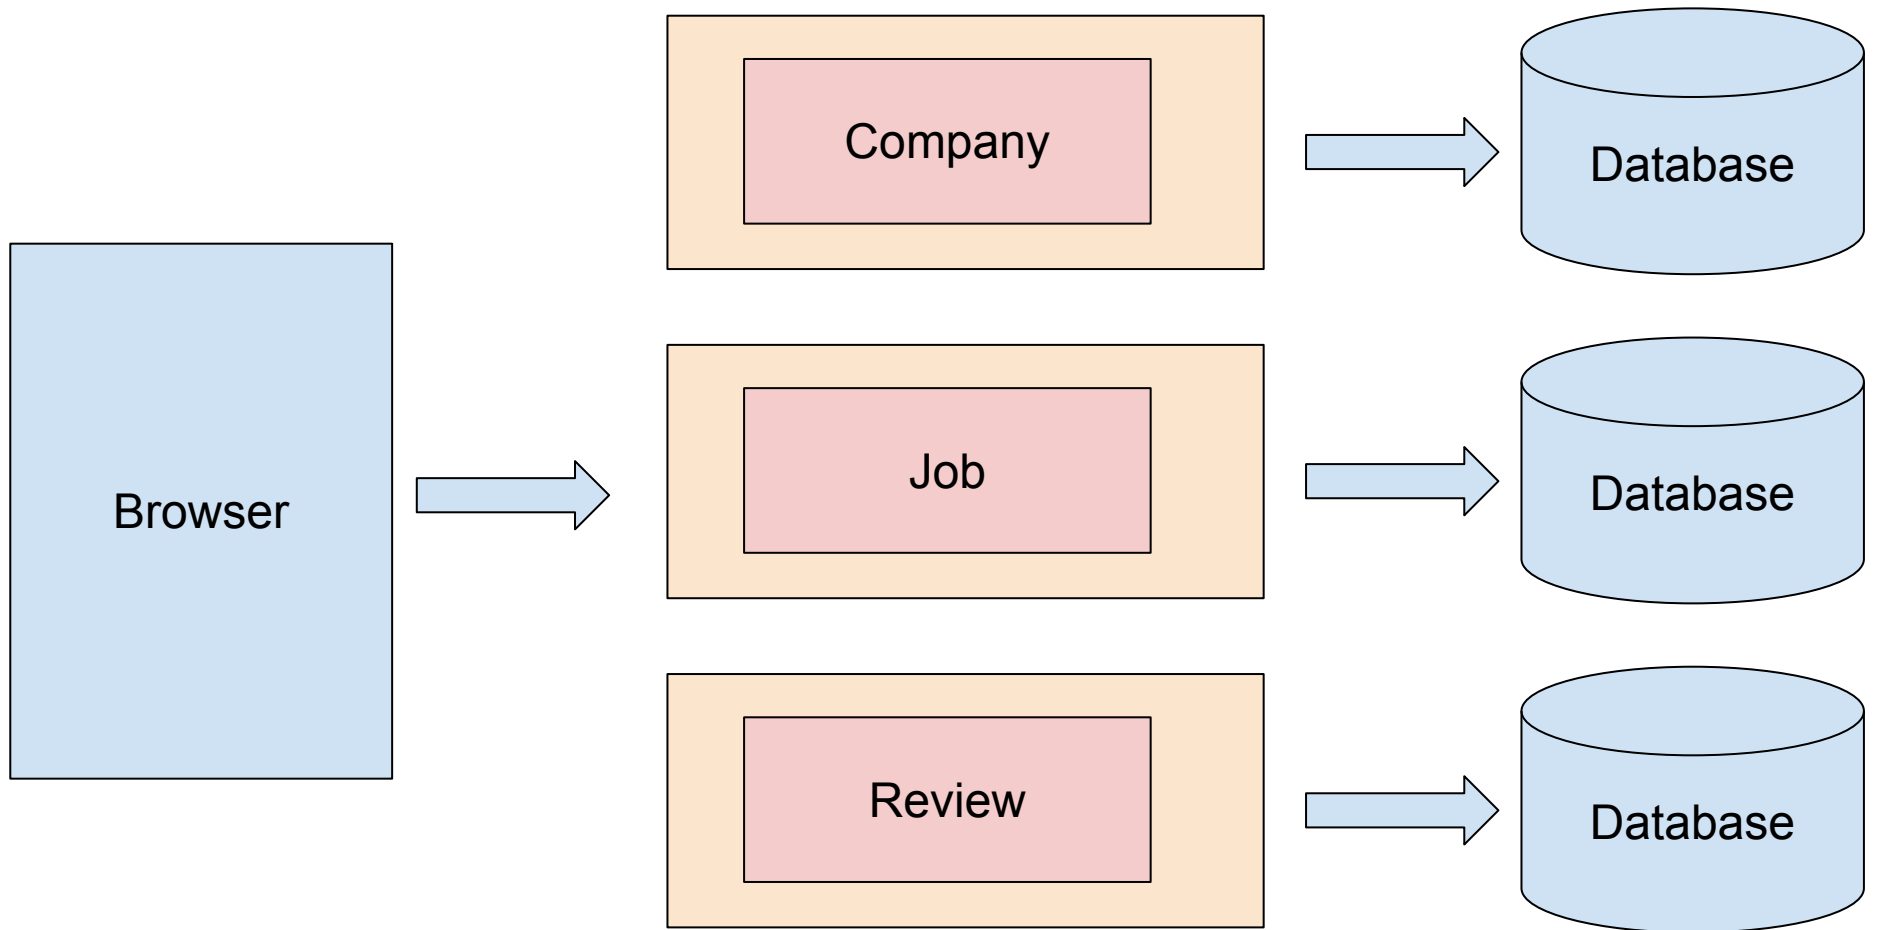 Company
Database
Browser
Job
Database
Review
Database